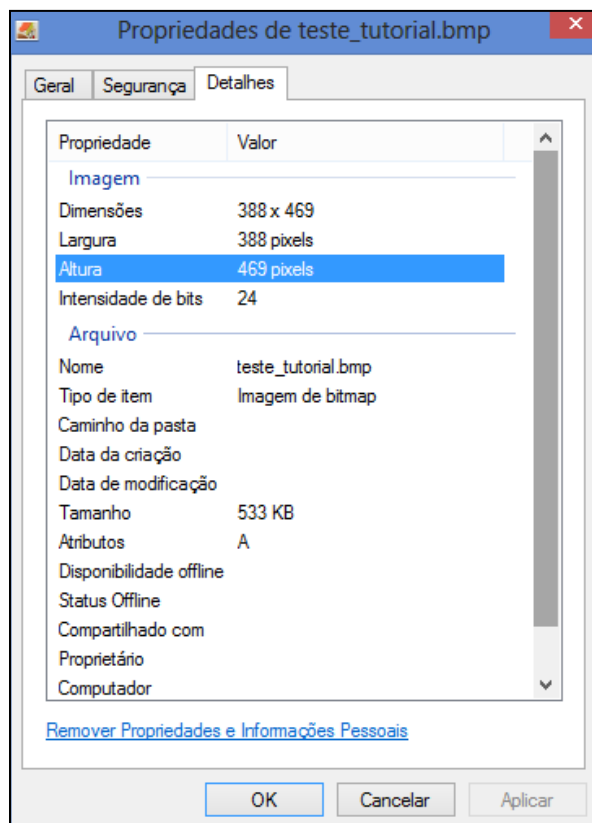 Propriedades de teste_tutorial.bmp
Geral Segurança Detalhes
Propriedade Valor
Imagem
Dimensões 388 x 469
Largura 388 pixels
Altura 469 pixels
Intensidade de bits 24
Arquivo
Nome teste_tutorial.bmp
Tipo de item Imagem de bitmap
Caminho da pasta
Data da criação
Data de modificação
Tamanho 533 KB
Atributos A
Disponibilidade offline
Status Offline
Compartilhado com
Proprietário
Computador
Remover Propriedades e Informações Pessoais
OK Cancelar Aplicar